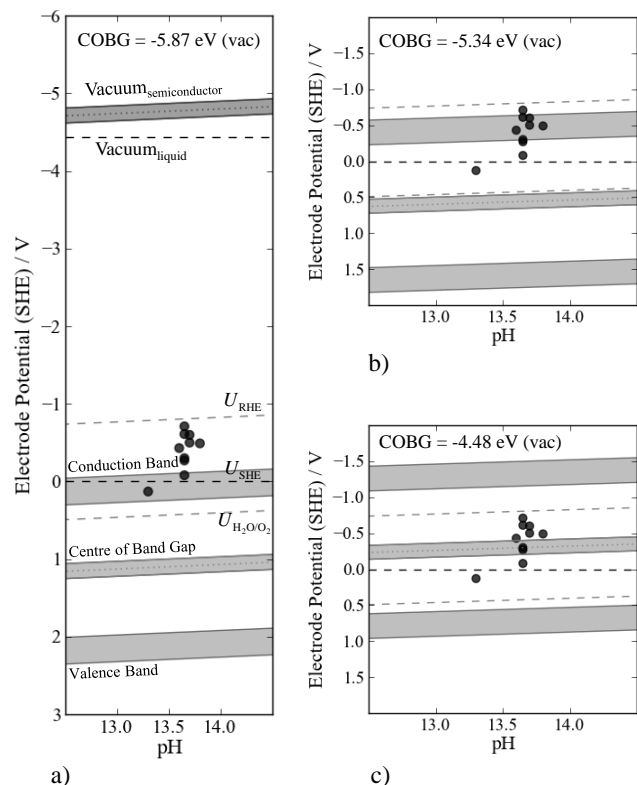 COBG = -5.87 eV (vac)
Vacuum_semiconductor
Vacuum_liquid
U_RHE
Conduction Band
U_SHE
U_H₂O/O₂
Centre of Band Gap
Valence Band
Electrode Potential (SHE) / V
−6
−5
−4
−3
−2
−1
0
1
2
3
13.0 13.5 14.0
pH
a)
COBG = -5.34 eV (vac)
Electrode Potential (SHE) / V
−1.5
−1.0
−0.5
0.0
0.5
1.0
1.5
13.0 13.5 14.0
pH
b)
COBG = -4.48 eV (vac)
Electrode Potential (SHE) / V
−1.5
−1.0
−0.5
0.0
0.5
1.0
1.5
13.0 13.5 14.0
pH
c)